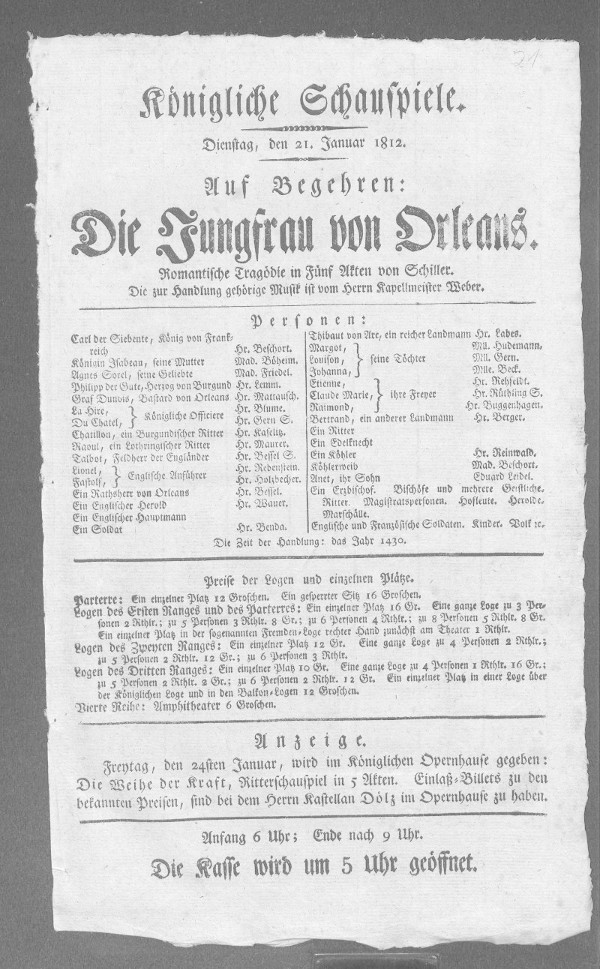 21
Königliche Schauspiele.
Dienstag, den 21. Januar 1812.
Auf Begehren:
Die Jungfrau von Orleans.
Romantische Tragödie in Fünf Akten von Schiller.
Die zur Handlung gehörige Musik ist vom Herrn Kapellmeister Weber.
Personen:
Carl der Siebente, König von Frank-
reich Hr. Beschort.
Königin Isabeau, seine Mutter Mad. Böheim.
Agnes Sorel, seine Geliebte Mad. Friedel.
Philipp der Gute, Herzog von Burgund Hr. Lemm.
Graf Dunois, Bastard von Orleans Hr. Mattausch.
La Hire, Hr. Blume.
Königliche Officiere
Du Chatel, Hr. Gern S.
Chatillon, ein Burgundischer Ritter Hr. Kaselitz.
Raoul, ein Lothringischer Ritter Hr. Maurer.
Talbot, Feldherr der Engländer Hr. Bessel S.
Lionel, Hr. Rebenstein.
Englische Anführer
Fastolf, Hr. Holzbecher.
Ein Rathsherr von Orleans Hr. Bessel.
Ein Englischer Herold Hr. Wauer.
Ein Englischer Hauptmann
Ein Soldat Hr. Benda.
Thibaut von Arc, ein reicher Landmann Hr. Labes.
Margot, Mll. Hudemann.
Louison, seine Töchter Mll. Gern.
Johanna, Mlle. Beck.
Etienne, Hr. Rehfeldt.
Claude Marie, ihre Freyer Hr. Rüthling S.
Raimond, Hr. Buggenhagen.
Bertrand, ein anderer Landmann Hr. Berger.
Ein Ritter
Ein Edelknecht
Ein Köhler Hr. Reinwald.
Köhlerweib Mad. Beschort.
Anet, ihr Sohn Eduard Leidel.
Ein Erzbischof. Bischöfe und mehrere Geistliche.
Ritter. Magistratspersonen. Hofleute. Herolde.
Marschälle.
Englische und Französische Soldaten. Kinder. Volk ꝛc.
Die Zeit der Handlung: das Jahr 1430.
Preise der Logen und einzelnen Plätze.
Parterre: Ein einzelner Platz 12 Groschen. Ein gesperrter Sitz 16 Groschen.
Logen des Ersten Ranges und des Parterres: Ein einzelner Platz 16 Gr. Eine ganze Loge zu 3 Per-
sonen 2 Rthlr.; zu 5 Personen 3 Rthlr. 8 Gr.; zu 6 Personen 4 Rthlr.; zu 8 Personen 5 Rthlr. 8 Gr.
Ein einzelner Platz in der sogenannten Fremden-Loge rechter Hand zunächst am Theater 1 Rthlr.
Logen des Zweyten Ranges: Ein einzelner Platz 12 Gr. Eine ganze Loge zu 4 Personen 2 Rthlr.;
zu 5 Personen 2 Rthlr. 12 Gr.; zu 6 Personen 3 Rthlr.
Logen des Dritten Ranges: Ein einzelner Platz 10 Gr. Eine ganze Loge zu 4 Personen 1 Rthlr. 16 Gr.;
zu 5 Personen 2 Rthlr. 2 Gr.; zu 6 Personen 2 Rthlr. 12 Gr. Ein einzelner Platz in einer Loge über
der Königlichen Loge und in den Balkon-Logen 12 Groschen.
Vierte Reihe: Amphitheater 6 Groschen.
Anzeige.
Freytag, den 24sten Januar, wird im Königlichen Opernhause gegeben:
Die Weihe der Kraft, Ritterschauspiel in 5 Akten. Einlaß-Billets zu den
bekannten Preisen, sind bei dem Herrn Kastellan Dölz im Opernhause zu haben.
Anfang 6 Uhr; Ende nach 9 Uhr.
Die Kasse wird um 5 Uhr geöffnet.